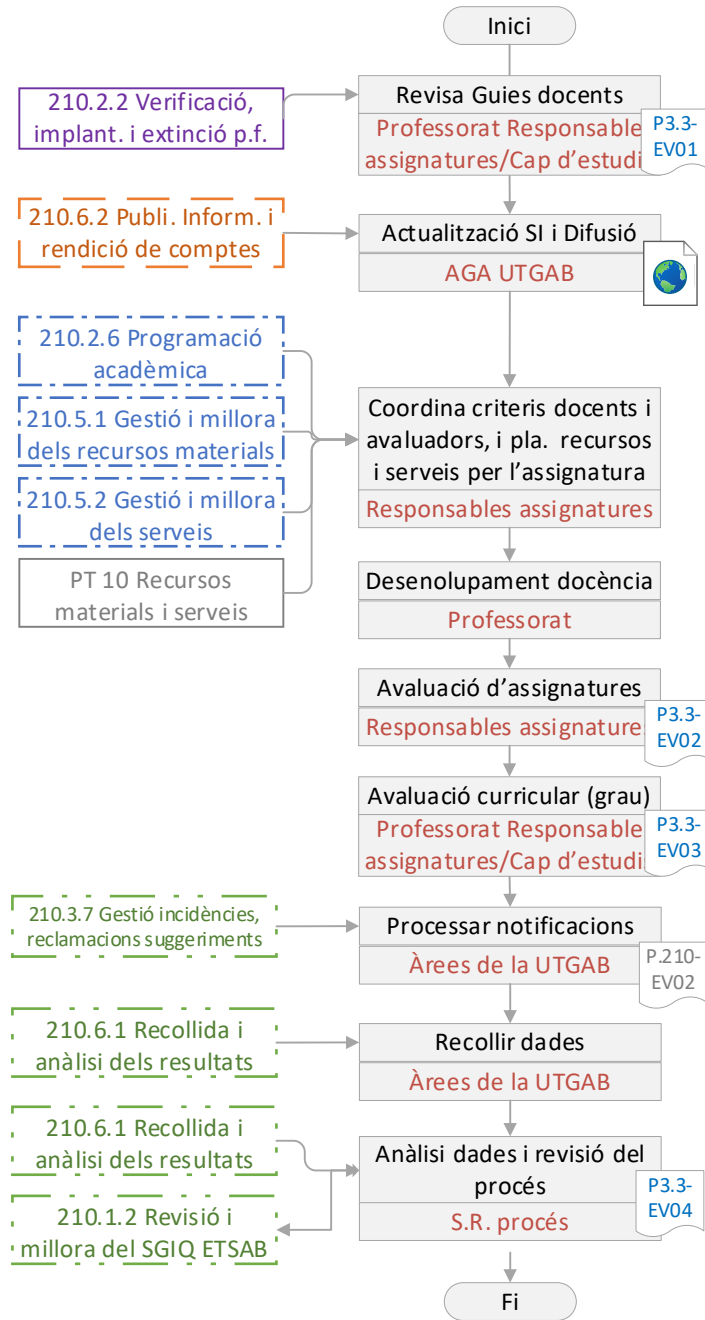 Inici
210.2.2 Verificació,
implant. i extinció p.f.
Revisa Guies docents
Professorat Responsable
assignatures/Cap d'estudi
P3.3-
EV01
210.6.2 Publi. Inform. i
rendició de comptes
Actualització SI i Difusió
AGA UTGAB
210.2.6 Programació
acadèmica
210.5.1 Gestió i millora
dels recursos materials
210.5.2 Gestió i millora
dels serveis
PT 10 Recursos
materials i serveis
Coordina criteris docents i
avaluadors, i pla. recursos
i serveis per l'assignatura
Responsables assignatures
Desenolupament docència
Professorat
Avaluació d'assignatures
Responsables assignature
P3.3-
EV02
Avaluació curricular (grau)
Professorat Responsable
assignatures/Cap d'estudi
P3.3-
EV03
210.3.7 Gestió incidències,
reclamacions suggeriments
Processar notificacions
Àrees de la UTGAB
P.210-
EV02
210.6.1 Recollida i
anàlisi dels resultats
Recollir dades
Àrees de la UTGAB
210.6.1 Recollida i
anàlisi dels resultats
210.1.2 Revisió i
millora del SGIQ ETSAB
Anàlisi dades i revisió del
procés
S.R. procés
P3.3-
EV04
Fi